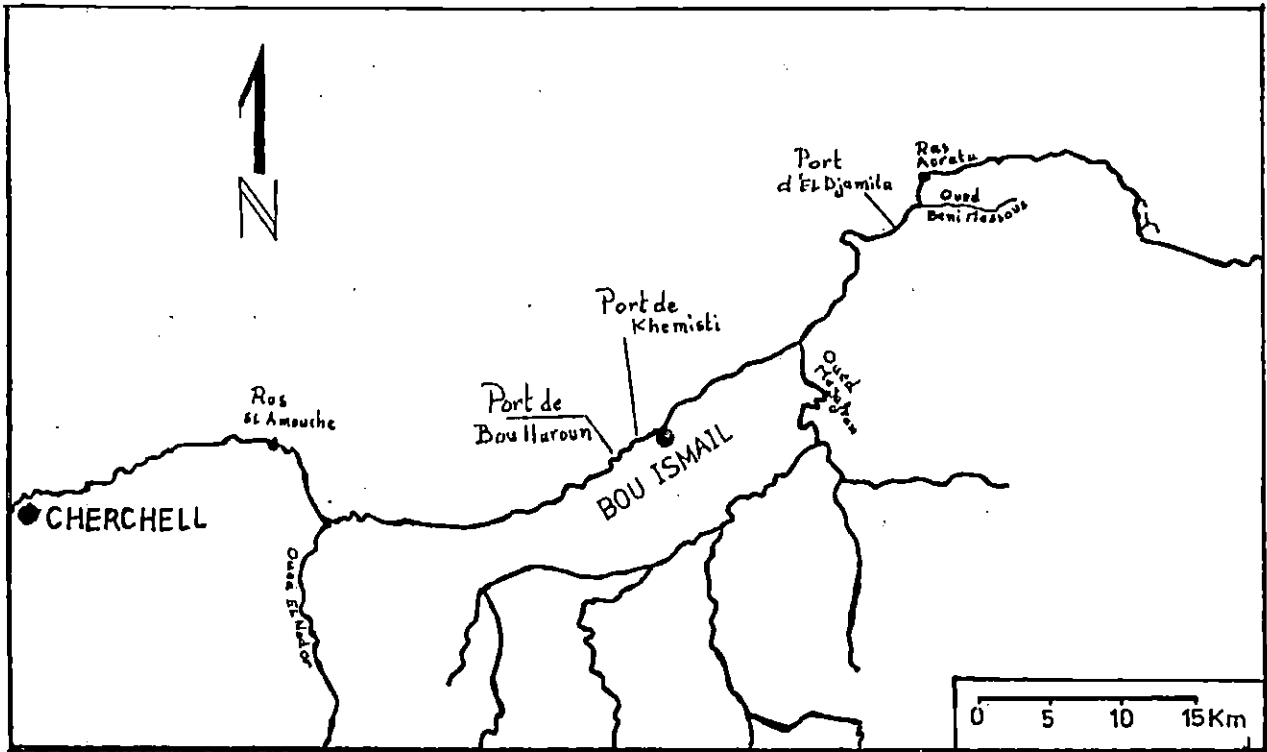 N
Port
d'El Djamila
Ras
Oued
Beni Messous
Port de
Khemisti
Oued
Ras
El Amouche
Port de
Bou Haroun
BOU ISMAIL
CHERCHELL
Oued El Nador
0 5 10 15 Km